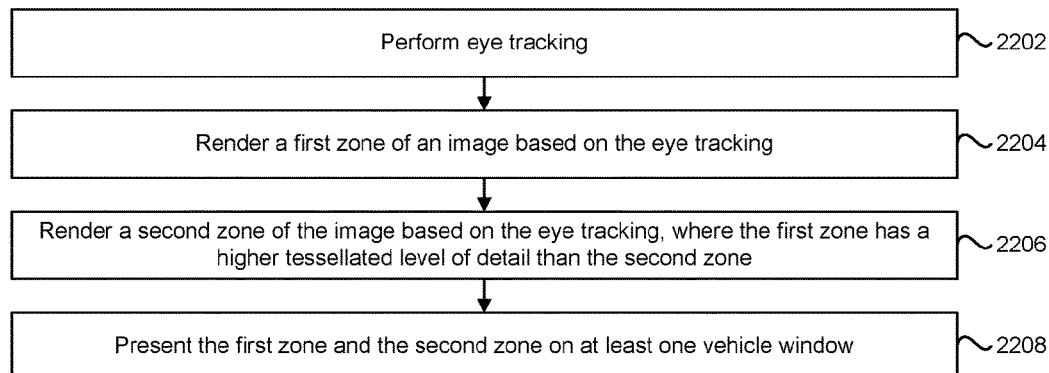 Perform eye tracking
2202
Render a first zone of an image based on the eye tracking
2204
Render a second zone of the image based on the eye tracking, where the first zone has a
higher tessellated level of detail than the second zone
2206
Present the first zone and the second zone on at least one vehicle window
2208